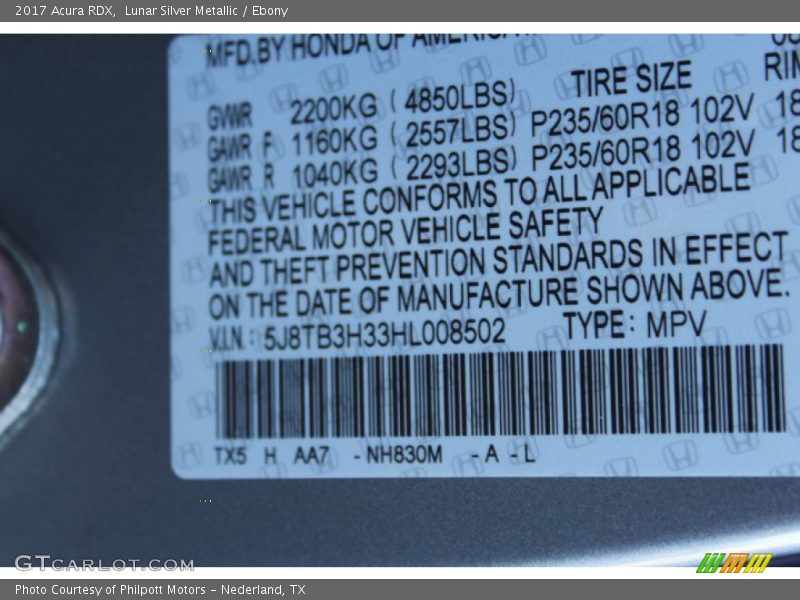 2017 Acura RDX, Lunar Silver Metallic / Ebony
MFD.BY HONDA OF AMERICA
TIRE SIZE
GVWR 2200KG ( 4850LBS)
GAWR F 1160KG ( 2557LBS) P235/60R18 102V 18
GAWR R 1040KG ( 2293LBS) P235/60R18 102V 18
THIS VEHICLE CONFORMS TO ALL APPLICABLE
FEDERAL MOTOR VEHICLE SAFETY
AND THEFT PREVENTION STANDARDS IN EFFECT
ON THE DATE OF MANUFACTURE SHOWN ABOVE.
V.I.N.: 5J8TB3H33HL008502 TYPE: MPV
TX5 H AA7 -NH830M -A -L
GTCARLOT.COM
Photo Courtesy of Philpott Motors - Nederland, TX